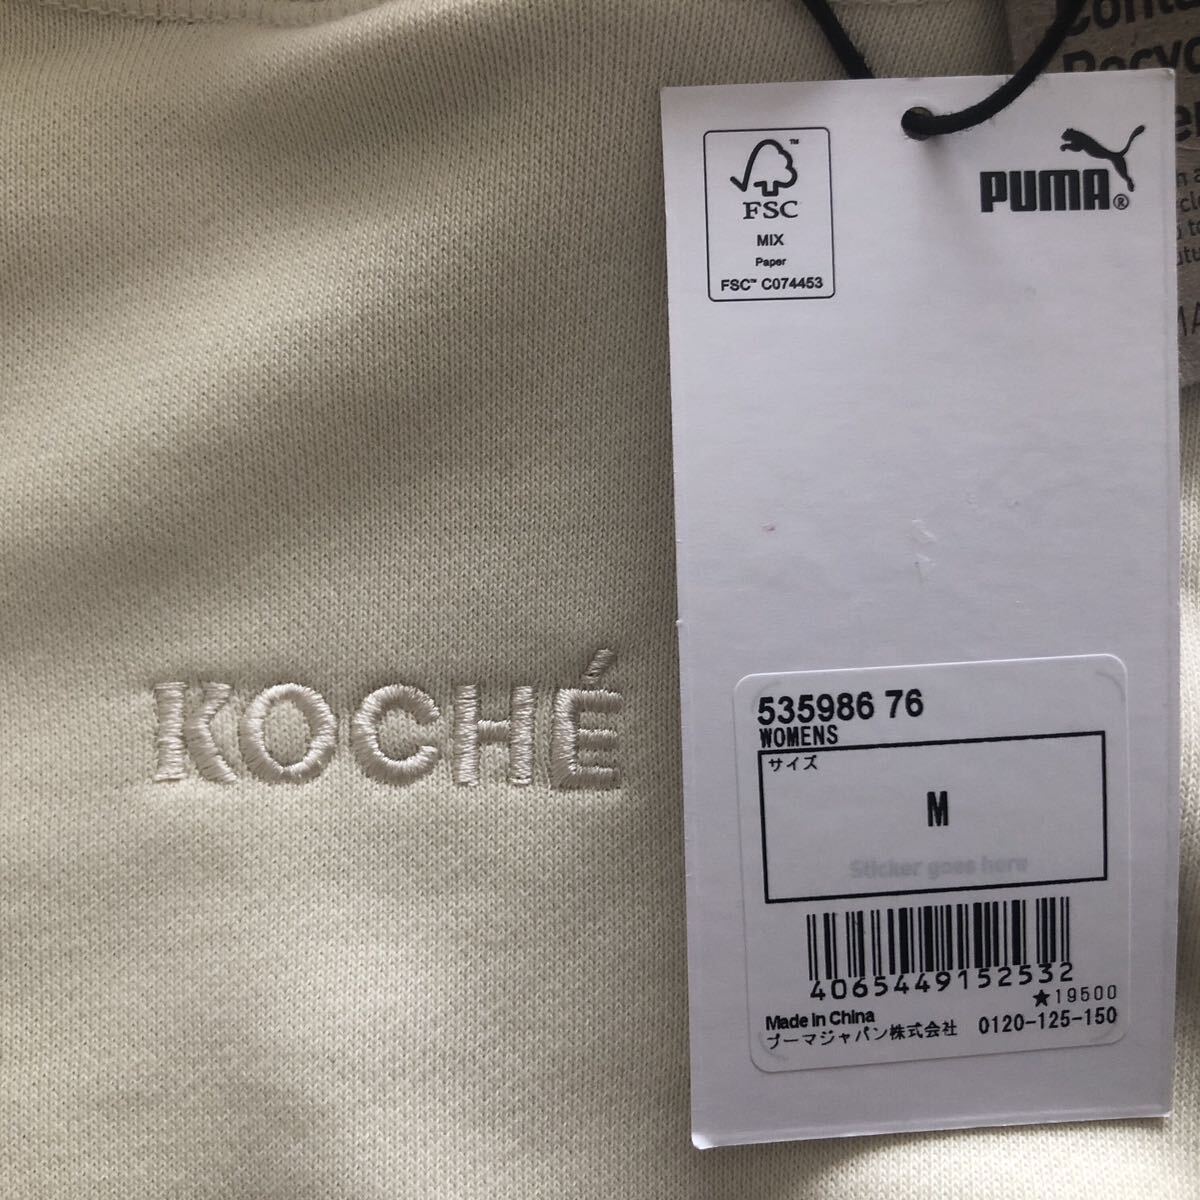 KOCHÉ
FSC
MIX
Paper
FSC™ C074453
PUMA®
535986 76
WOMENS
サイズ
M
Sticker goes here
4065449152532
★19500
Made in China
プーマジャパン株式会社 0120-125-150